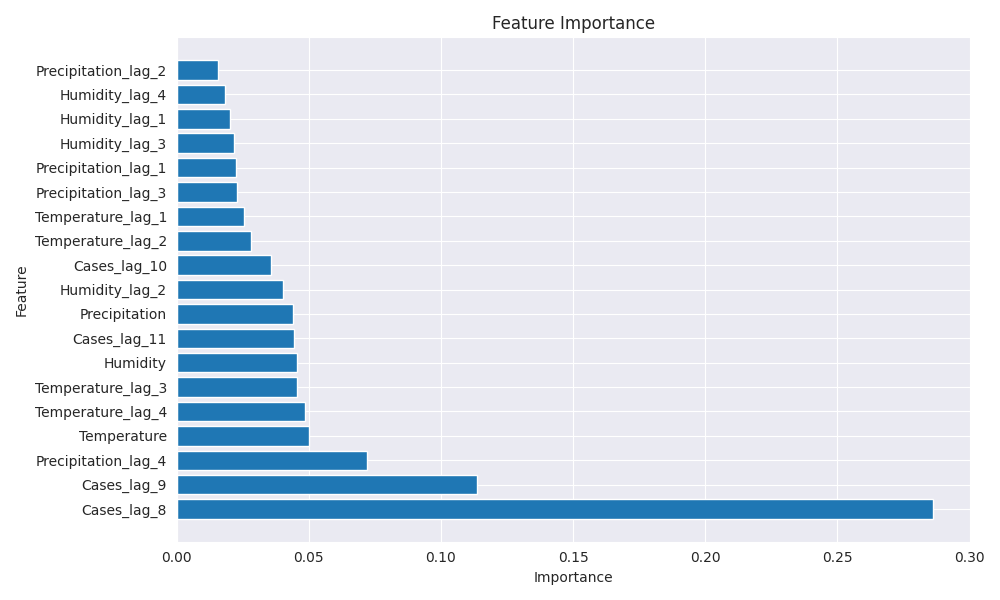 Feature Importance
Precipitation_lag_2
Humidity_lag_4
Humidity_lag_1
Humidity_lag_3
Precipitation_lag_1
Precipitation_lag_3
Temperature_lag_1
Temperature_lag_2
Cases_lag_10
Humidity_lag_2
Precipitation
Cases_lag_11
Humidity
Temperature_lag_3
Temperature_lag_4
Temperature
Precipitation_lag_4
Cases_lag_9
Cases_lag_8
Feature
0.00 0.05 0.10 0.15 0.20 0.25 0.30
Importance